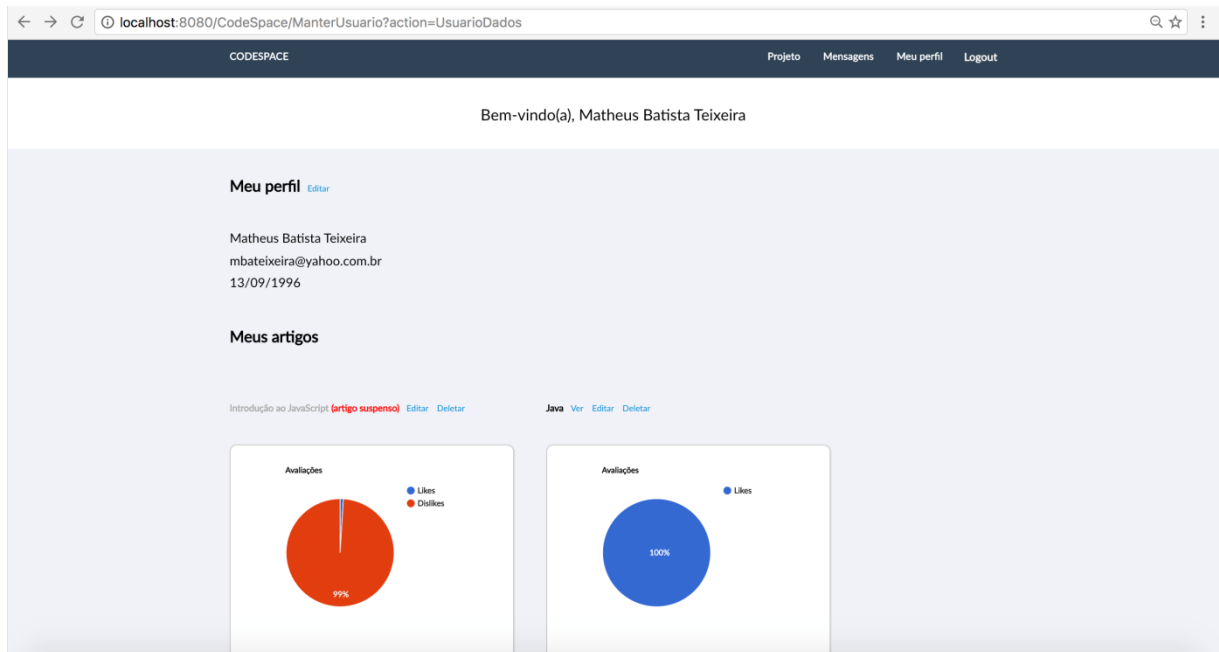 localhost:8080/CodeSpace/ManterUsuario?action=UsuarioDados
CODESPACE Projeto Mensagens Meu perfil Logout
Bem-vindo(a), Matheus Batista Teixeira
Meu perfil Editar
Matheus Batista Teixeira
mbateixeira@yahoo.com.br
13/09/1996
Meus artigos
Introdução ao JavaScript (artigo suspenso) Editar Deletar
Java Ver Editar Deletar
Avaliações
Likes
Dislikes
99%
Avaliações
Likes
100%